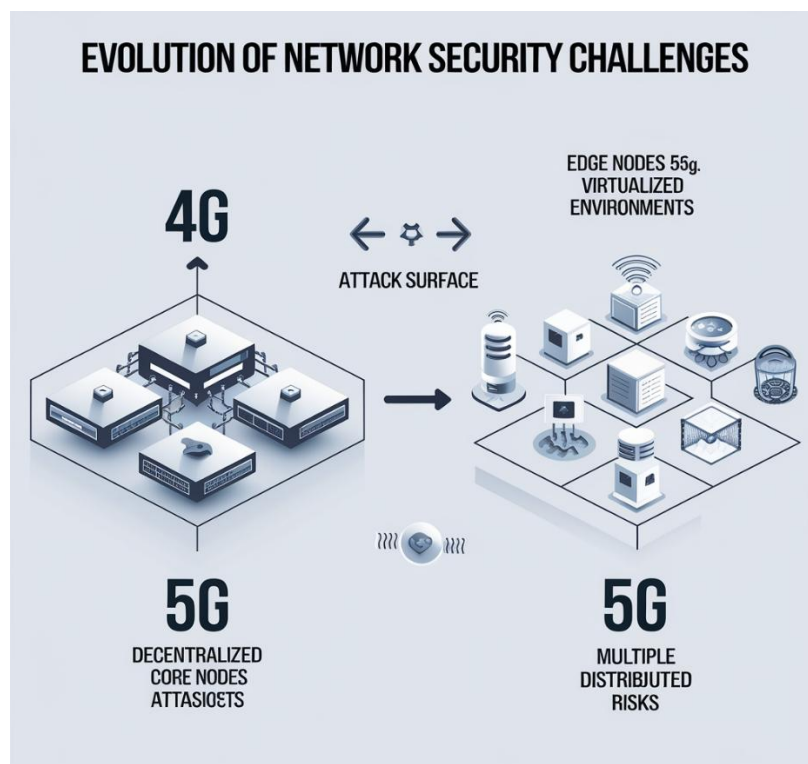 EVOLUTION OF NETWORK SECURITY CHALLENGES
4G
ATTACK SURFACE
EDGE NODES 55g.
VIRTUALIZED
ENVIRONMENTS
5G
DECENTRALIZED
CORE NODES
ATTASIOSTS
5G
MULTIPLE
DISTRIBJUTED
RISKS